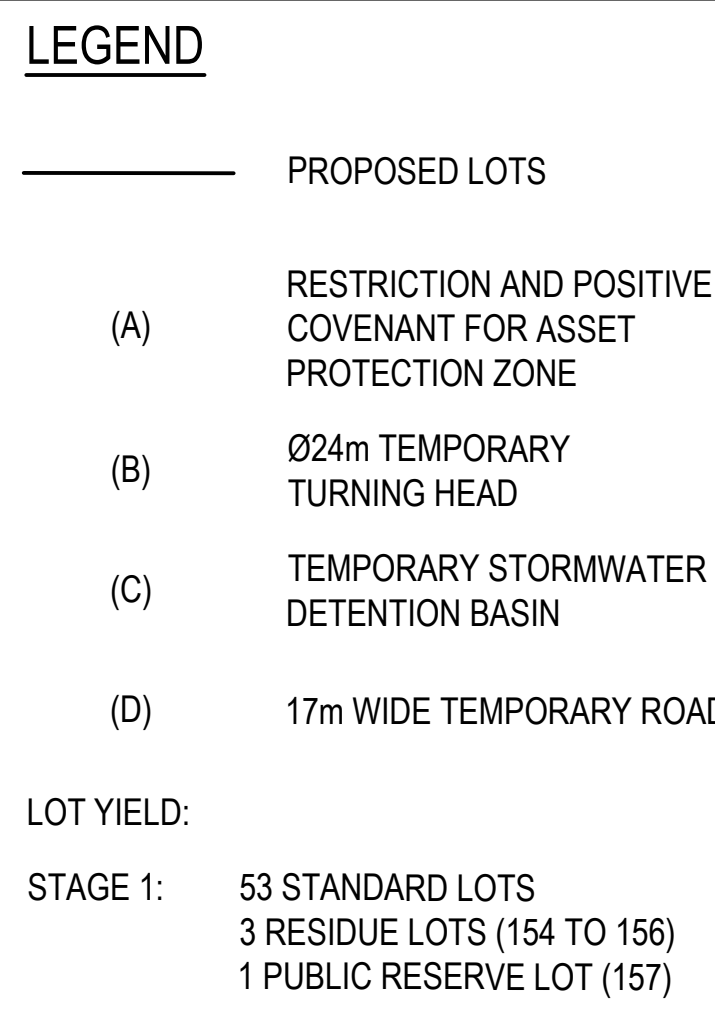 LEGEND
PROPOSED LOTS
(A) RESTRICTION AND POSITIVE
COVENANT FOR ASSET
PROTECTION ZONE
(B) Ø24m TEMPORARY
TURNING HEAD
(C) TEMPORARY STORMWATER
DETENTION BASIN
(D) 17m WIDE TEMPORARY ROAD
LOT YIELD:
STAGE 1: 53 STANDARD LOTS
3 RESIDUE LOTS (154 TO 156)
1 PUBLIC RESERVE LOT (157)